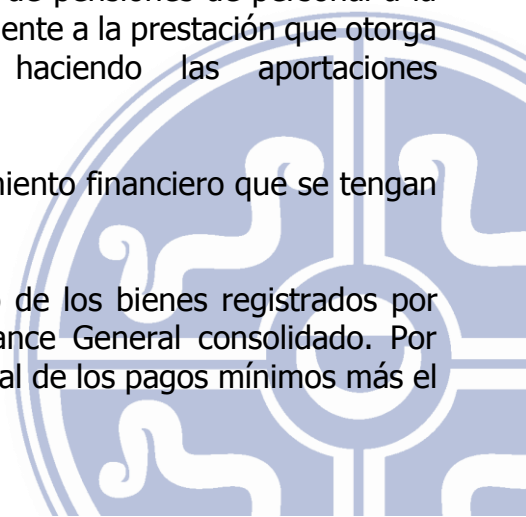 de pensiones de personal a la
ente a la prestación que otorga
haciendo las aportaciones
iento financiero que se tengan
de los bienes registrados por
ance General consolidado. Por
al de los pagos mínimos más el